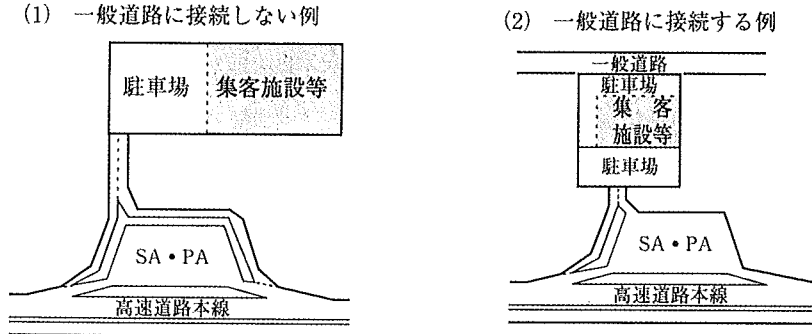 (1) 一般道路に接続しない例
駐車場 集客施設等
SA・PA
高速道路本線
(2) 一般道路に接続する例
一般道路
駐車場
集 客
施設等
駐車場
SA・PA
高速道路本線